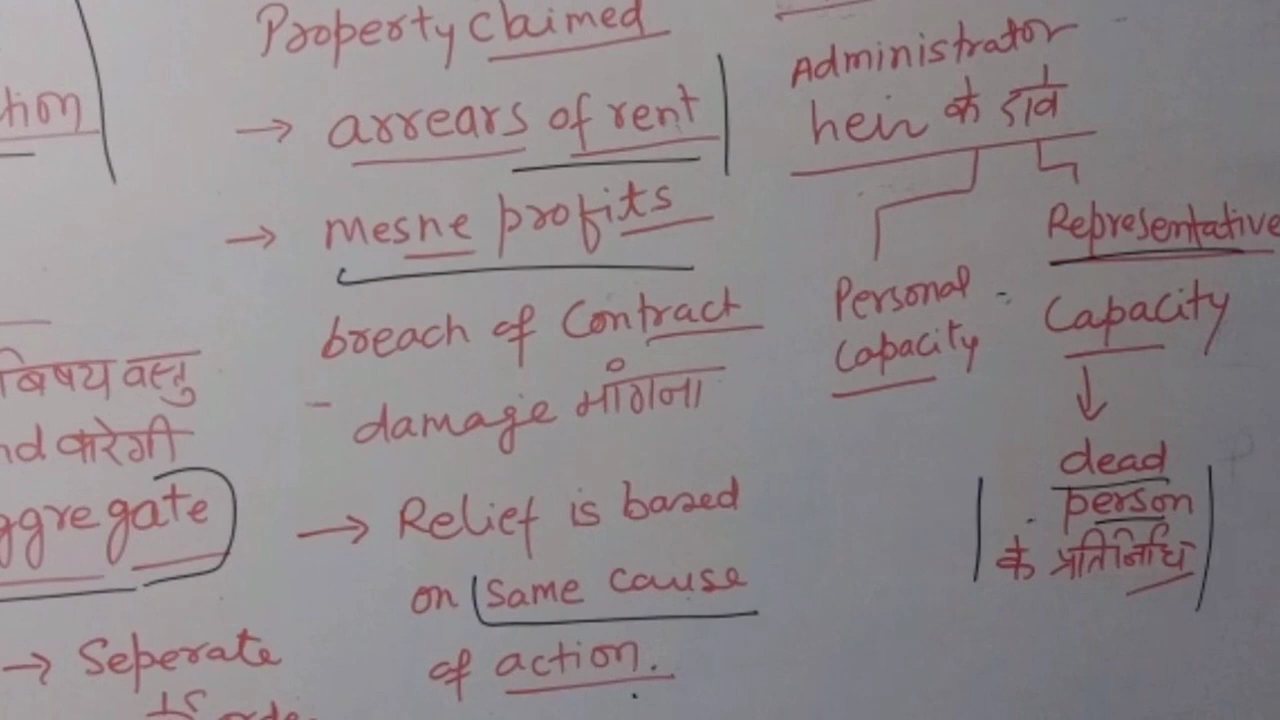 tion
विषय वस्तु
nd करेगी
ggregate
→ Seperate
Property Claimed
→ arrears of rent
→ mesne profits
breach of Contract
- damage माँगना
→ Relief is based
on same cause
of action.
Administrator
heir के दावे
Personal
Capacity
Representative
Capacity
dead
person
के प्रतिनिधि